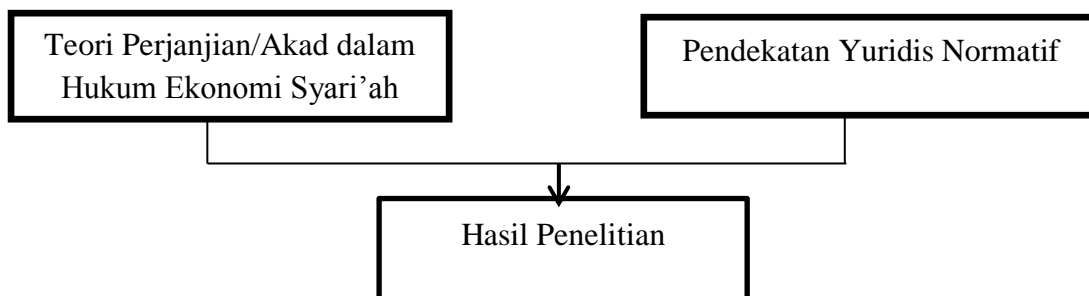 Teori Perjanjian/Akad dalam
Hukum Ekonomi Syari’ah
Pendekatan Yuridis Normatif
Hasil Penelitian